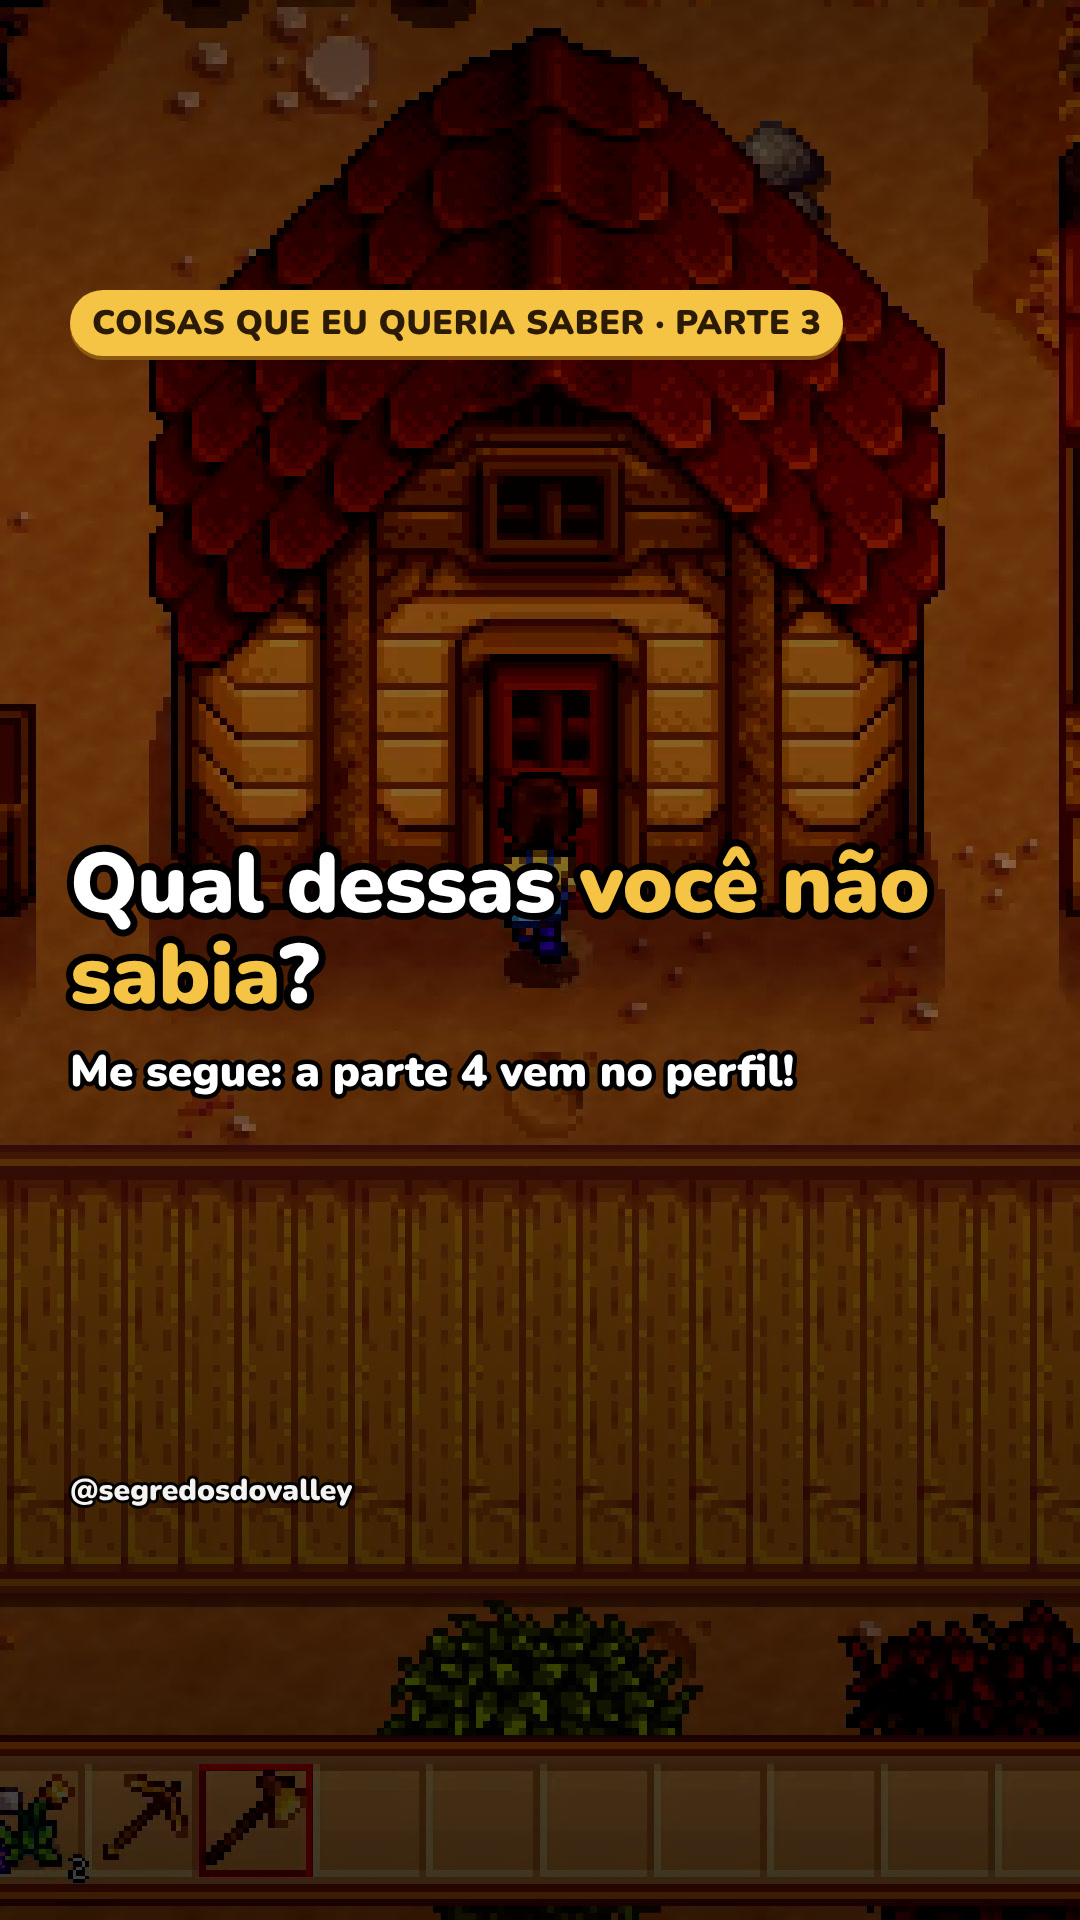 COISAS QUE EU QUERIA SABER · PARTE 3
Qual dessas você não
sabia?
Me segue: a parte 4 vem no perfil!
@segredosdovalley
2